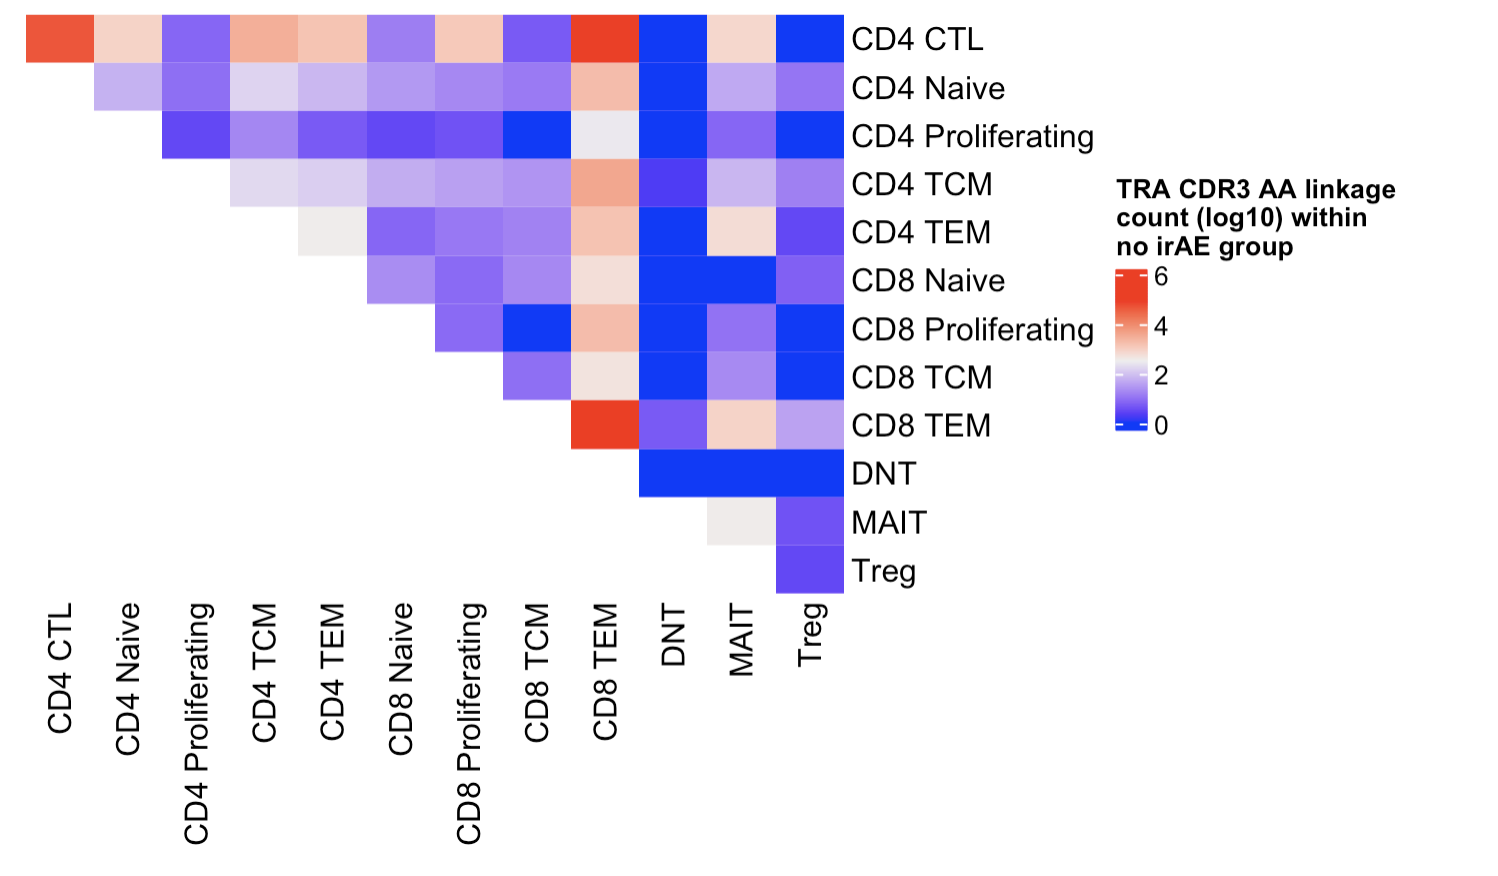 CD4 CTL
CD4 Naive
CD4 Proliferating
CD4 TCM
CD4 TEM
CD8 Naive
CD8 Proliferating
CD8 TCM
CD8 TEM
DNT
MAIT
Treg
TRA CDR3 AA linkage
count (log10) within
no irAE group
6
4
2
0
CD4 CTL
CD4 Naive
CD4 Proliferating
CD4 TCM
CD4 TEM
CD8 Naive
CD8 Proliferating
CD8 TCM
CD8 TEM
DNT
MAIT
Treg